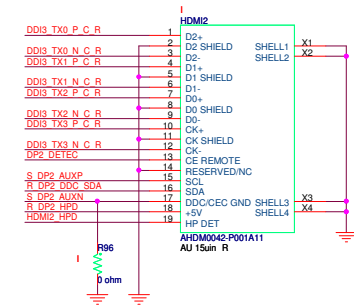 HDMI2
DDI3_TX0_P_C_R 1 D2+
2 D2 SHIELD SHELL1 X1
DDI3_TX0_N_C_R 3 D2- SHELL2 X2
DDI3_TX1_P_C_R 4 D1+
5 D1 SHIELD
DDI3_TX1_N_C_R 6 D1-
DDI3_TX2_P_C_R 7 D0+
8 D0 SHIELD
DDI3_TX2_N_C_R 9 D0-
DDI3_TX3_P_C_R 10 CK+
11 CK SHIELD
DDI3_TX3_N_C_R 12 CK-
DP2_DETEC 13 CE REMOTE
14 RESERVED/NC
S_DP2_AUXP 15 SCL
R_DP2_DDC_SDA 16 SDA
S_DP2_AUXN 17 DDC/CEC GND SHELL3 X3
R_DP2_HPD 18 +5V SHELL4 X4
HDMI2_HPD 19 HP DET
AHDM0042-P001A11
AU 15uin R
R96
0 ohm